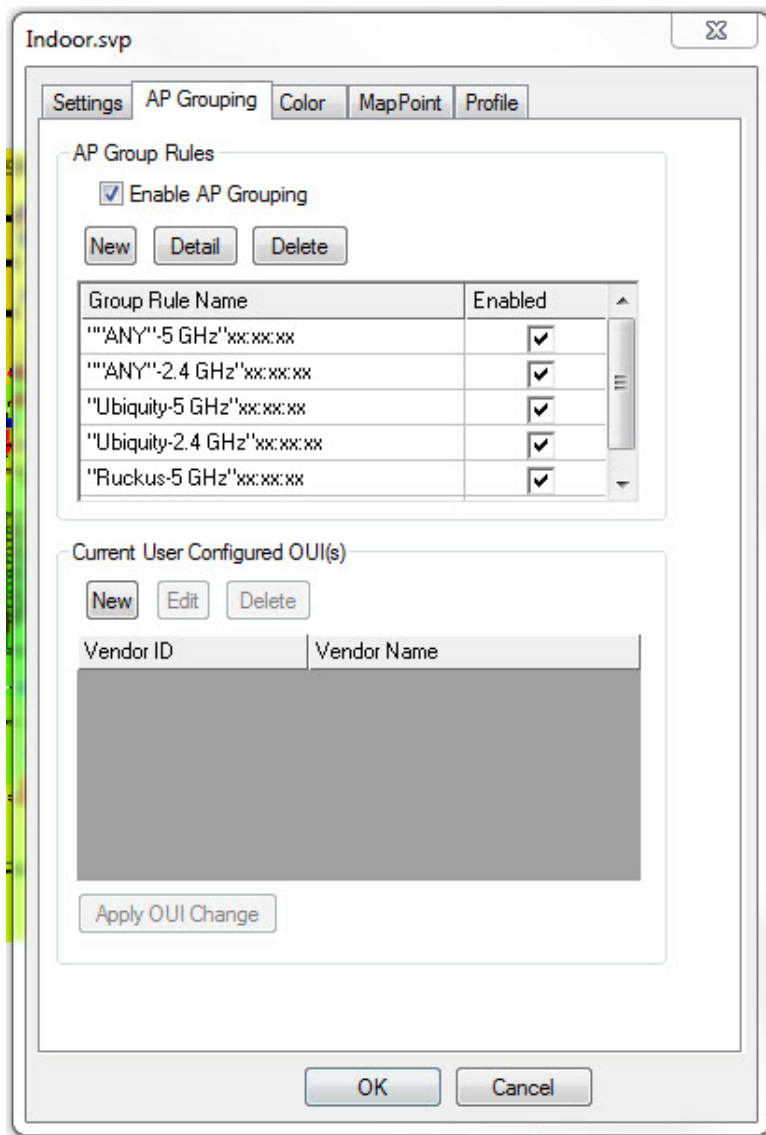 Indoor.svp
Settings AP Grouping Color MapPoint Profile
AP Group Rules
Enable AP Grouping
New Detail Delete
Group Rule Name Enabled
""ANY"-5 GHz"xx:xx:xx
""ANY"-2.4 GHz"xx:xx:xx
"Ubiquity-5 GHz"xx:xx:xx
"Ubiquity-2.4 GHz"xx:xx:xx
"Ruckus-5 GHz"xx:xx:xx
Current User Configured OUI(s)
New Edit Delete
Vendor ID Vendor Name
Apply OUI Change
OK Cancel